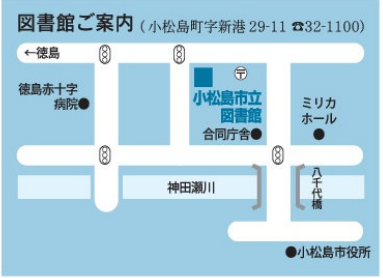 図書館ご案内(小松島町字新港 29-11 ☎32-1100)
←徳島
〒
徳島赤十字
病院●
小松島市立
図書館
合同庁舎●
ミリカ
ホール
●
神田瀬川
八千代橋
●小松島市役所